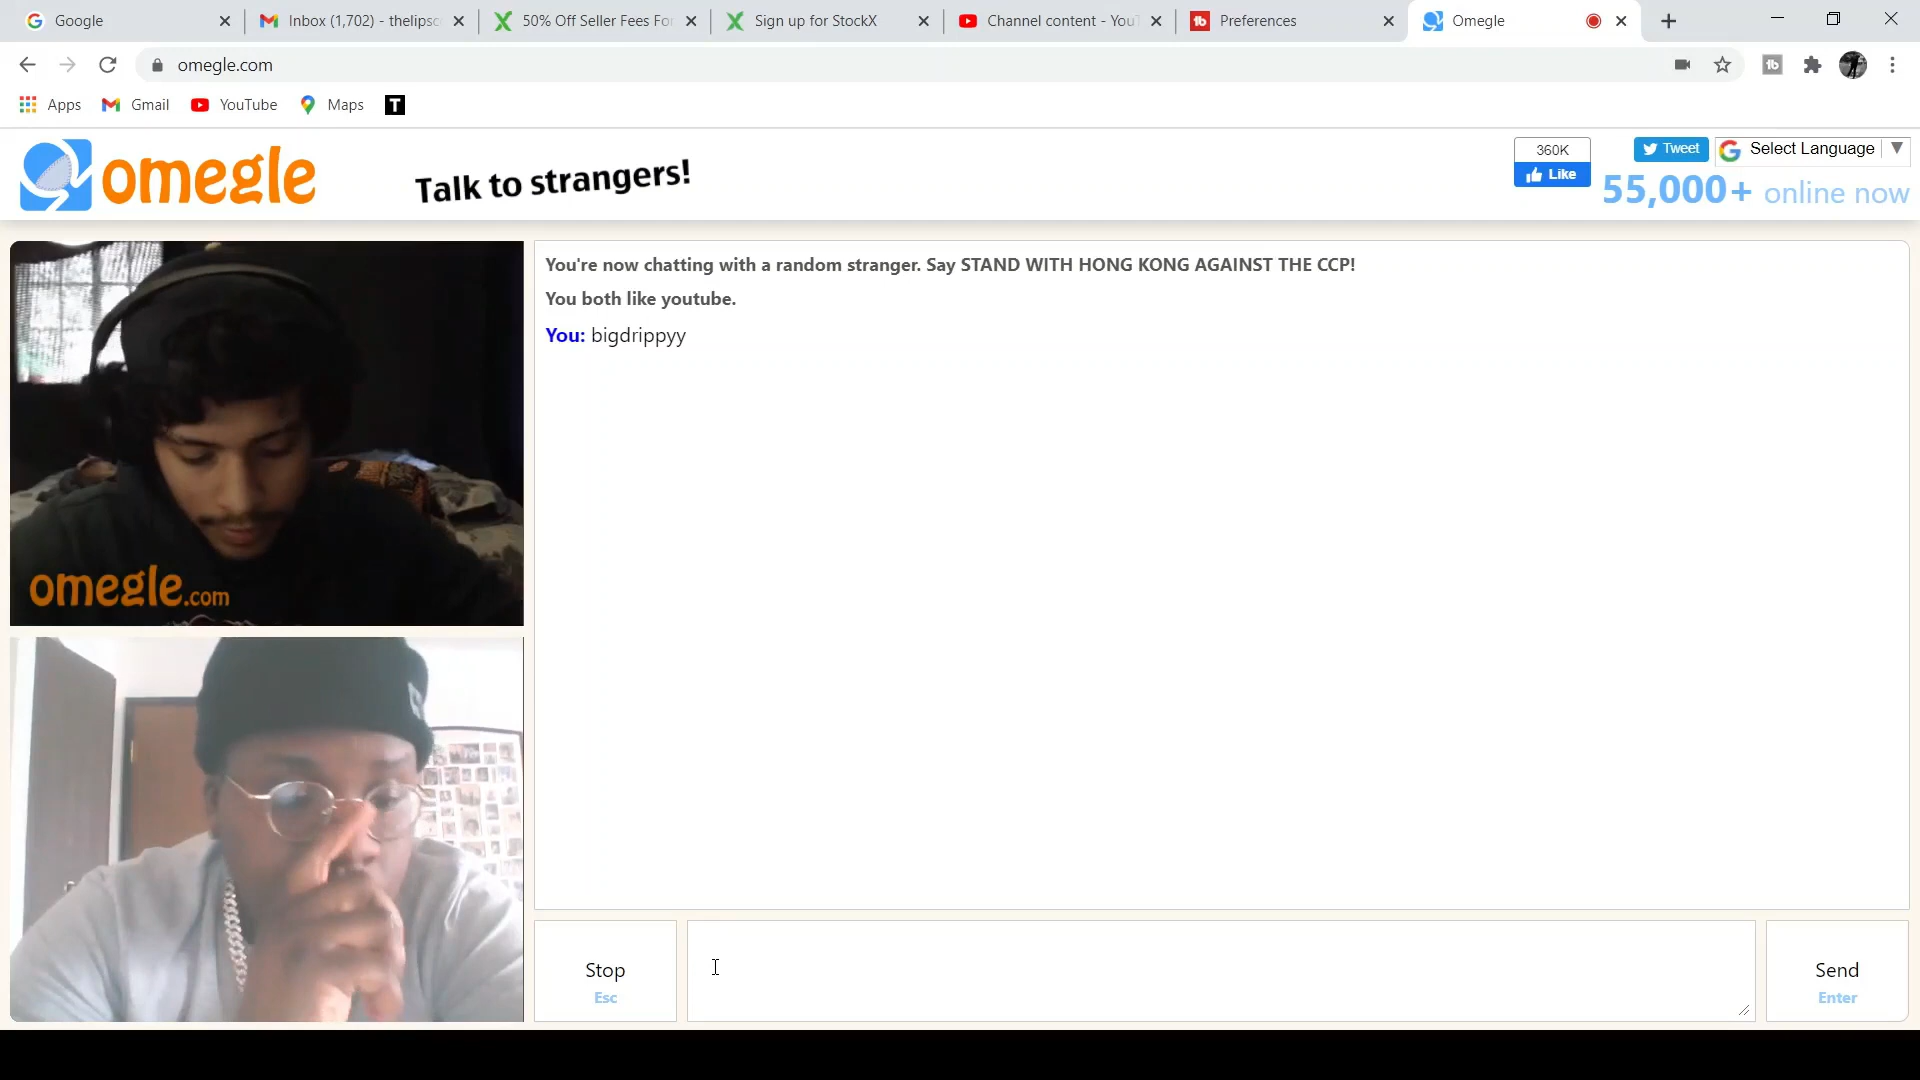 Google
Inbox (1,702) - thelipsc
50% Off Seller Fees For
Sign up for StockX
Channel content - YouT
Preferences
Omegle
omegle.com
Apps
Gmail
YouTube
Maps
T
omegle
Talk to strangers!
360K
Like
Tweet
Select Language
55,000+ online now
You're now chatting with a random stranger. Say STAND WITH HONG KONG AGAINST THE CCP!
You both like youtube.
You: bigdrippyy
omegle.com
Stop
Esc
Send
Enter